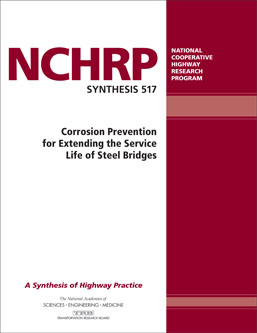 NCHRP
SYNTHESIS 517
NATIONAL
COOPERATIVE
HIGHWAY
RESEARCH
PROGRAM
Corrosion Prevention
for Extending the Service
Life of Steel Bridges
A Synthesis of Highway Practice
The National Academies of
SCIENCES • ENGINEERING • MEDICINE
TRB
TRANSPORTATION RESEARCH BOARD